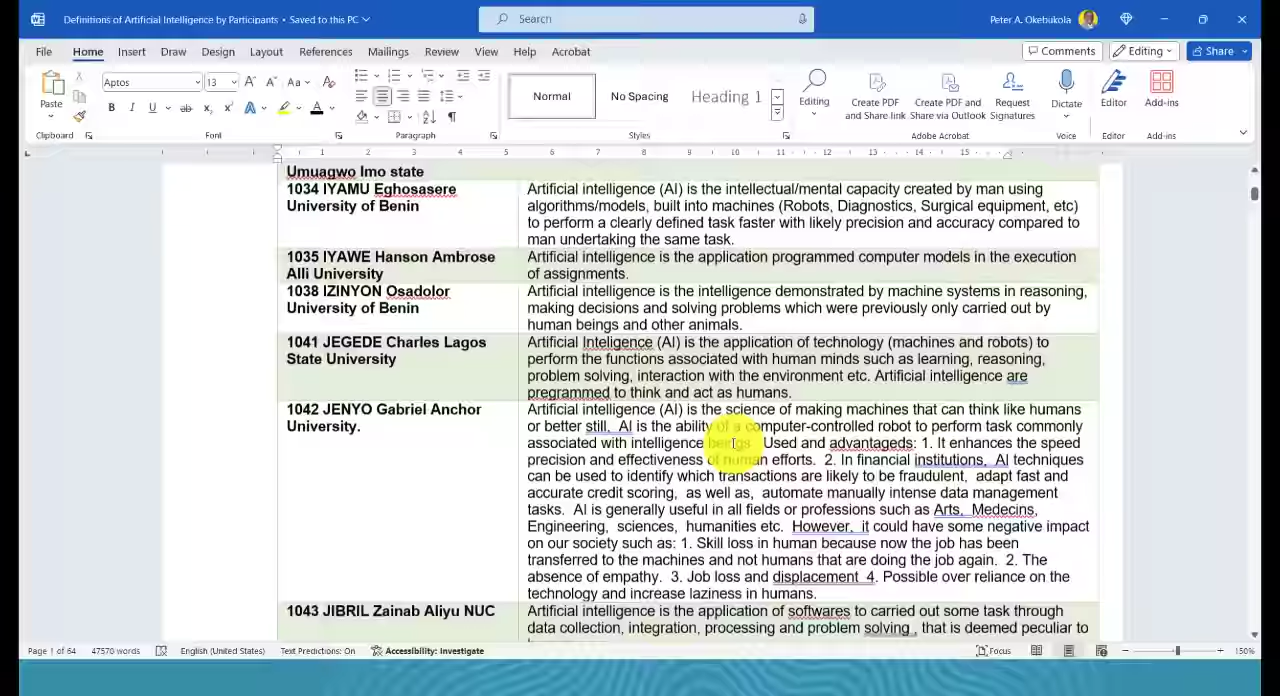 Definitions of Artificial Intelligence by Participants • Saved to this PC
Search
Peter A. Okebukola
File Home Insert Draw Design Layout References Mailings Review View Help Acrobat
Comments Editing Share
Paste
Clipboard
Aptos 13
Font
Paragraph
Normal No Spacing Heading 1
Styles
Editing
Create PDF and Share link
Create PDF and Share via Outlook
Request Signatures
Adobe Acrobat
Dictate
Voice
Editor
Editor
Add-ins
Add-ins
1 2 3 4 5 6 7 8 9 10 11 12 13 14 15
Umuagwo Imo state
1034 IYAMU Eghosasere
University of Benin
Artificial intelligence (AI) is the intellectual/mental capacity created by man using
algorithms/models, built into machines (Robots, Diagnostics, Surgical equipment, etc)
to perform a clearly defined task faster with likely precision and accuracy compared to
man undertaking the same task.
1035 IYAWE Hanson Ambrose
Alli University
Artificial intelligence is the application programmed computer models in the execution
of assignments.
1038 IZINYON Osadolor
University of Benin
Artificial intelligence is the intelligence demonstrated by machine systems in reasoning,
making decisions and solving problems which were previously only carried out by
human beings and other animals.
1041 JEGEDE Charles Lagos
State University
Artificial Inteligence (AI) is the application of technology (machines and robots) to
perform the functions associated with human minds such as learning, reasoning,
problem solving, interaction with the environment etc. Artificial intelligence are
pregrammed to think and act as humans.
1042 JENYO Gabriel Anchor
University.
Artificial intelligence (AI) is the science of making machines that can think like humans
or better still, AI is the ability of a computer-controlled robot to perform task commonly
associated with intelligence beings. Used and advantageds: 1. It enhances the speed
precision and effectiveness of human efforts. 2. In financial institutions, AI techniques
can be used to identify which transactions are likely to be fraudulent, adapt fast and
accurate credit scoring, as well as, automate manually intense data management
tasks. AI is generally useful in all fields or professions such as Arts, Medecins,
Engineering, sciences, humanities etc. However, it could have some negative impact
on our society such as: 1. Skill loss in human because now the job has been
transferred to the machines and not humans that are doing the job again. 2. The
absence of empathy. 3. Job loss and displacement 4. Possible over reliance on the
technology and increase laziness in humans.
1043 JIBRIL Zainab Aliyu NUC
Artificial intelligence is the application of softwares to carried out some task through
data collection, integration, processing and problem solving , that is deemed peculiar to
Page 1 of 64 47570 words English (United States) Text Predictions: On Accessibility: Investigate Focus 150%